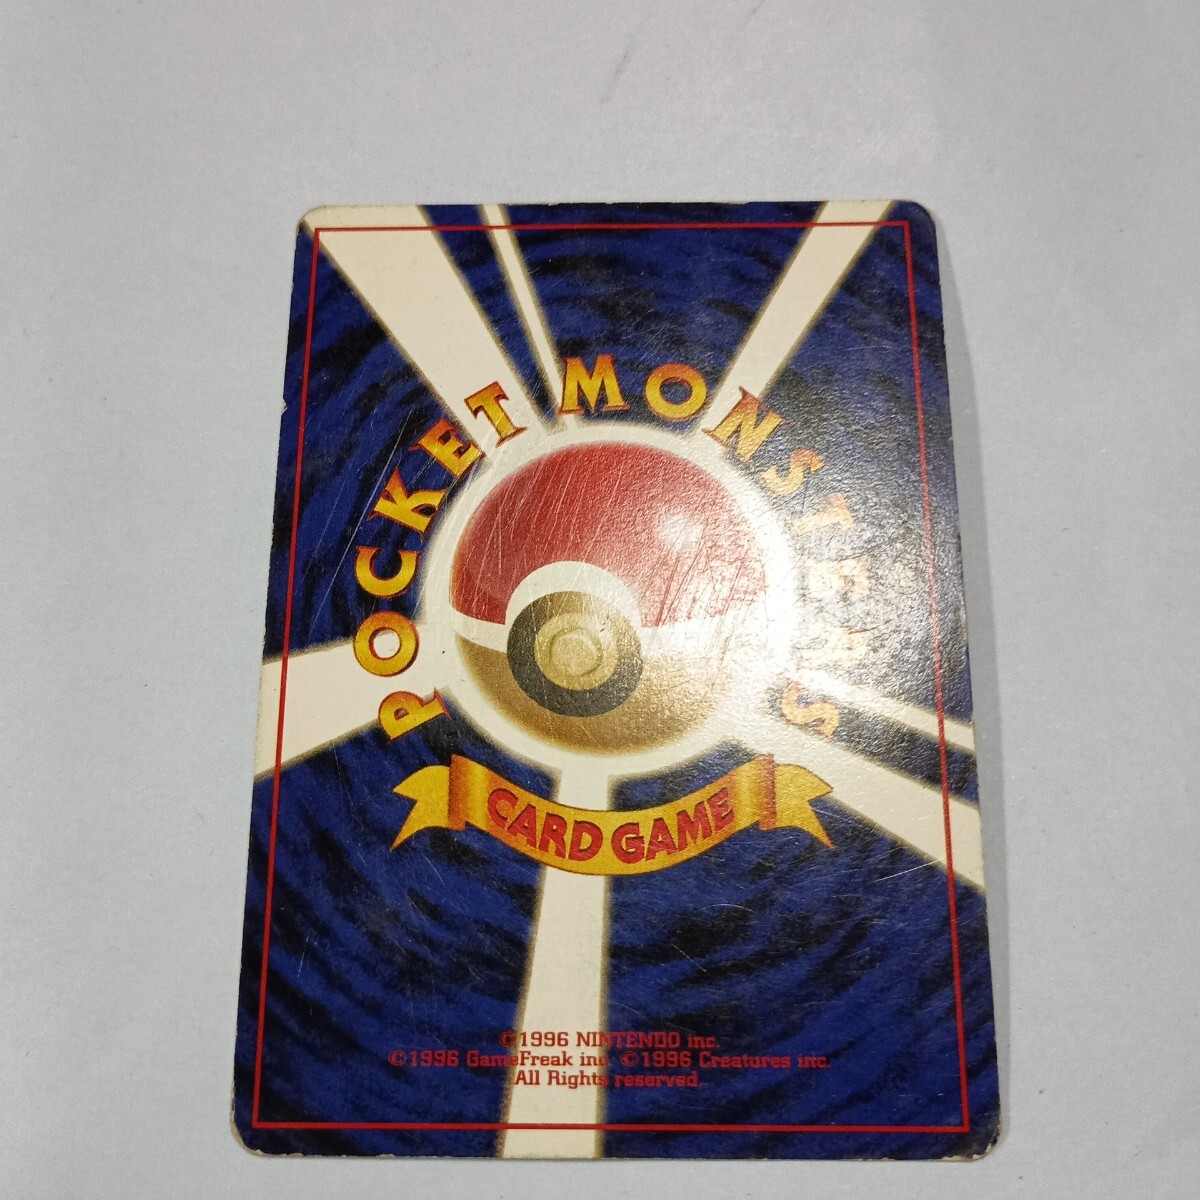 POCKET MONSTERS
CARD GAME
©1996 NINTENDO inc.
©1996 GameFreak inc. ©1996 Creatures inc.
All Rights reserved.